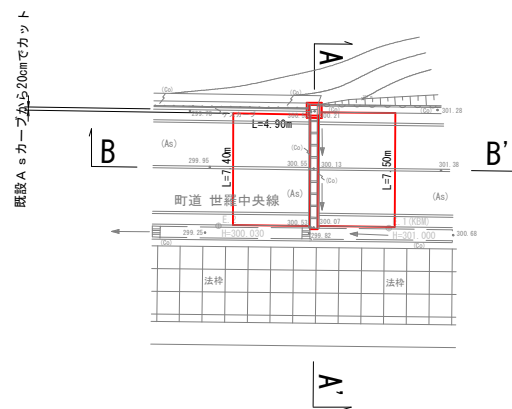 既設Asカーブから20cmでカット
A
(Co)
(Co)
(Co)
301.28
300.21
L=4.90m
(As)
(Co)
B
B'
299.95
300.55
300.13
301.38
(Co)
L=7.40m
L=7.50m
町道 世羅中央線
(As)
(As)
300.53
300.07
T(KBM)
299.25
H=300.030
299.82
H=301.000
300.68
(Co)
(Co)
法枠
法枠
A'